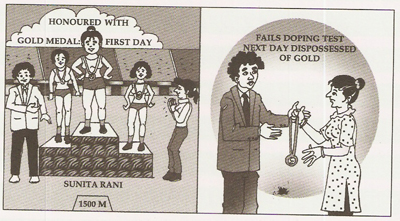 HONOURED WITH
GOLD MEDAL: FIRST DAY
SUNITA RANI
1500 M
FAILS DOPING TEST
NEXT DAY DISPOSSESSED
OF GOLD